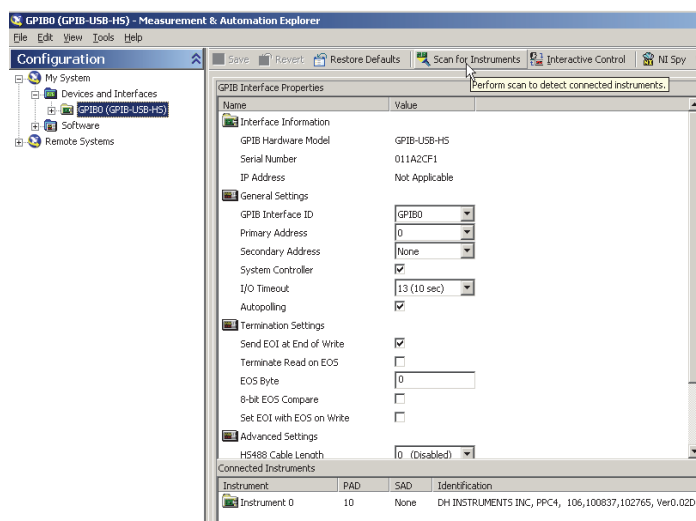 GPIB0 (GPIB-USB-HS) - Measurement & Automation Explorer
File Edit View Tools Help
Configuration
Save Revert Restore Defaults Scan for Instruments Interactive Control NI Spy
Perform scan to detect connected instruments.
My System
Devices and Interfaces
GPIB0 (GPIB-USB-HS)
Software
Remote Systems
GPIB Interface Properties
Name Value
Interface Information
GPIB Hardware Model GPIB-USB-HS
Serial Number 011A2CF1
IP Address Not Applicable
General Settings
GPIB Interface ID GPIB0
Primary Address 0
Secondary Address None
System Controller
I/O Timeout 13 (10 sec)
Autopolling
Termination Settings
Send EOI at End of Write
Terminate Read on EOS
EOS Byte 0
8-bit EOS Compare
Set EOI with EOS on Write
Advanced Settings
HS488 Cable Length 0 (Disabled)
Connected Instruments
Instrument PAD SAD Identification
Instrument 0 10 None DH INSTRUMENTS INC, PPC4, 106,100837,102765, Ver0.02D